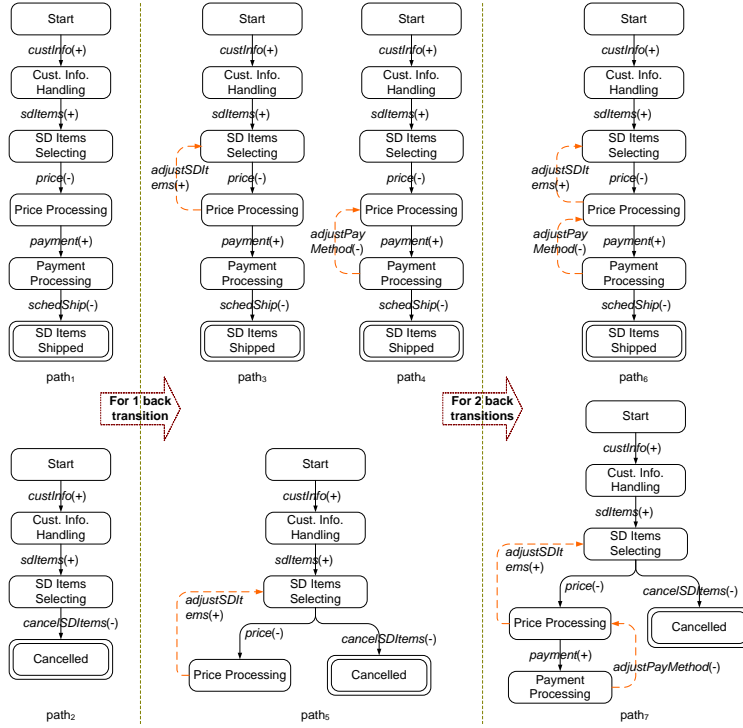 Start
custInfo(+)
Cust. Info.
Handling
sdItems(+)
SD Items
Selecting
price(-)
Price Processing
payment(+)
Payment
Processing
schedShip(-)
SD Items
Shipped
path1
Start
custInfo(+)
Cust. Info.
Handling
sdItems(+)
SD Items
Selecting
adjustSDIt
ems(+)
price(-)
Price Processing
payment(+)
Payment
Processing
schedShip(-)
SD Items
Shipped
path3
Start
custInfo(+)
Cust. Info.
Handling
sdItems(+)
SD Items
Selecting
price(-)
Price Processing
adjustPay
Method(-)
payment(+)
Payment
Processing
schedShip(-)
SD Items
Shipped
path4
Start
custInfo(+)
Cust. Info.
Handling
sdItems(+)
SD Items
Selecting
adjustSDIt
ems(+)
price(-)
Price Processing
adjustPay
Method(-)
payment(+)
Payment
Processing
schedShip(-)
SD Items
Shipped
path6
For 1 back
transition
For 2 back
transitions
Start
custInfo(+)
Cust. Info.
Handling
sdItems(+)
SD Items
Selecting
cancelSDItems(-)
Cancelled
path2
Start
custInfo(+)
Cust. Info.
Handling
sdItems(+)
SD Items
Selecting
adjustSDIt
ems(+)
price(-)
cancelSDItems(-)
Price Processing
Cancelled
path5
Start
custInfo(+)
Cust. Info.
Handling
sdItems(+)
SD Items
Selecting
adjustSDIt
ems(+)
price(-)
cancelSDItems(-)
Price Processing
Cancelled
payment(+)
adjustPayMethod(-)
Payment
Processing
path7